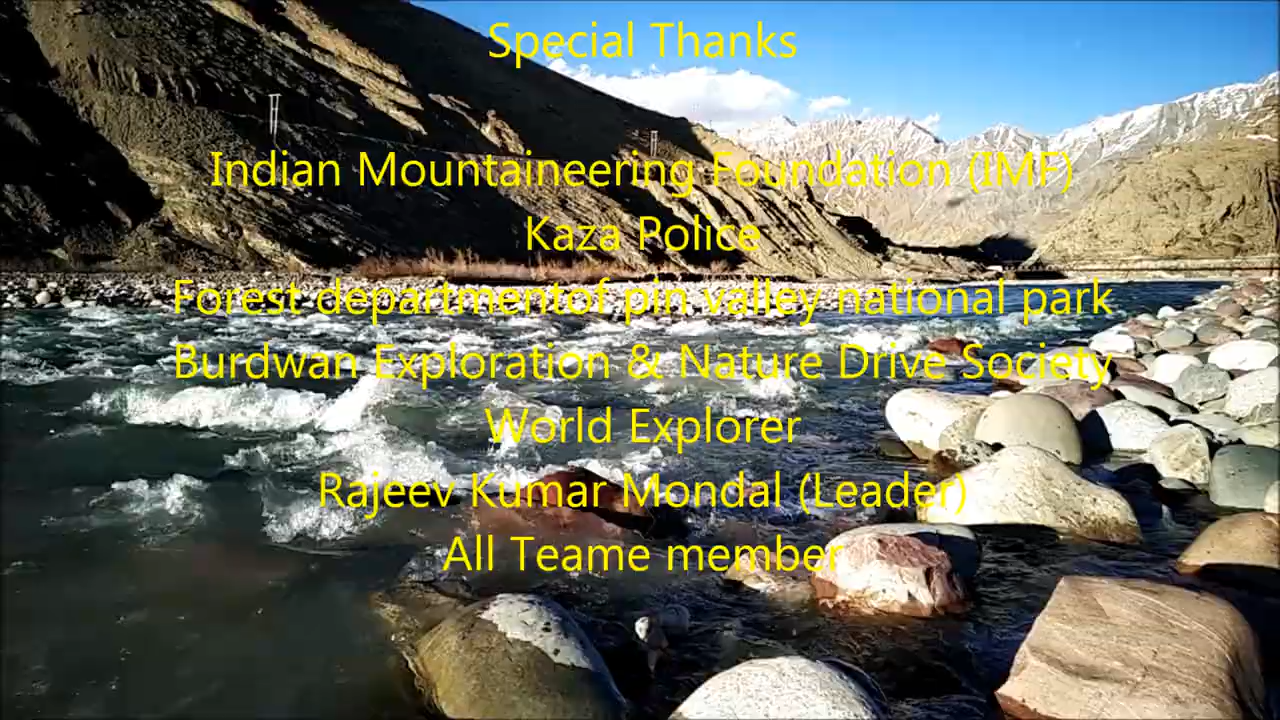 Special Thanks
Indian Mountaineering Foundation (IMF)
Kaza Police
Forest departmentof pin valley national park
Burdwan Exploration & Nature Drive Society
World Explorer
Rajeev Kumar Mondal (Leader)
All Teame member